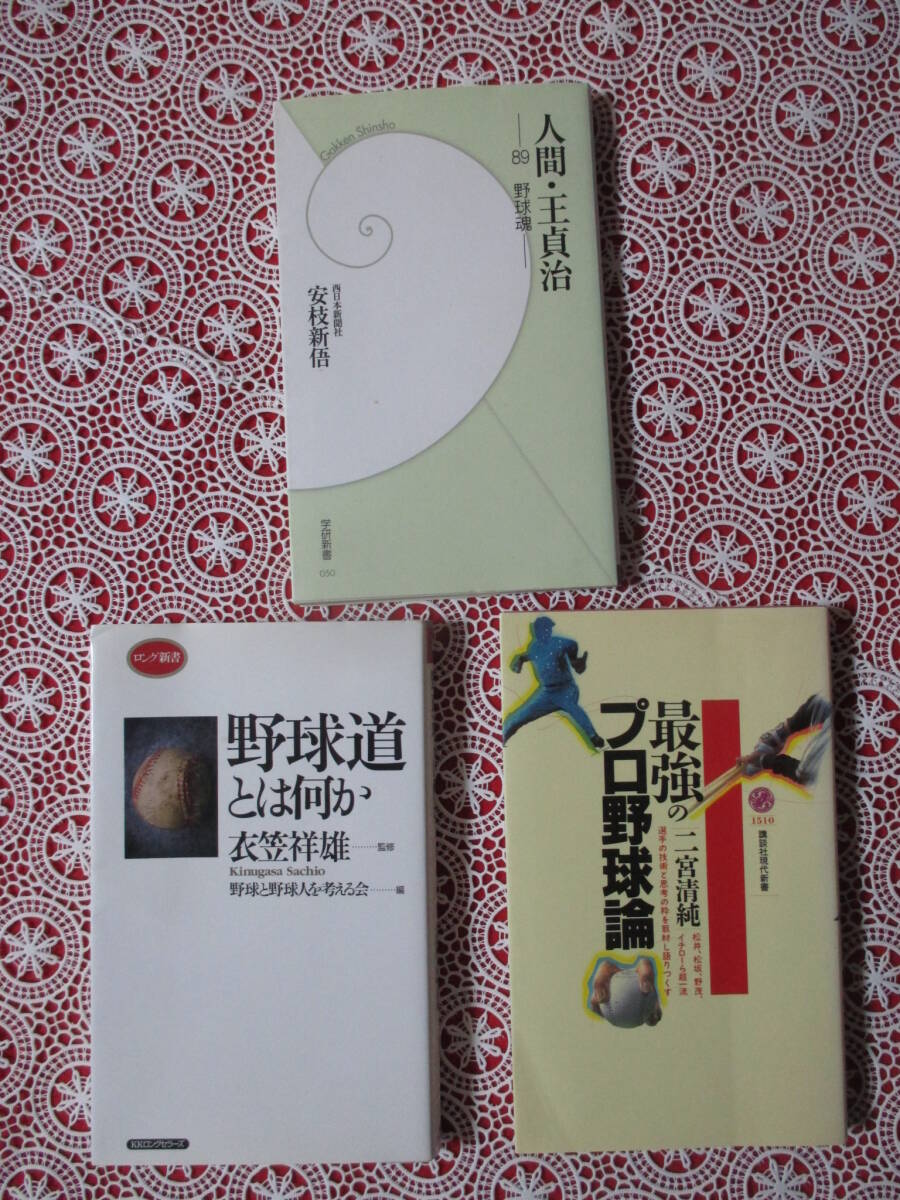 Gakken Shinsho
人間・王貞治
―89 野球魂―
西日本新聞社
安枝新俉
学研新書
050
ロング新書
野球道
とは何か
衣笠祥雄………監修
Kinugasa Sachio
野球と野球人を考える会………編
KKロングセラーズ
最強の
プロ野球論
二宮清純
松井、松坂、野茂、
イチローら超一流
選手の技術と思考の粋を取材し語りつくす
1510
講談社現代新書